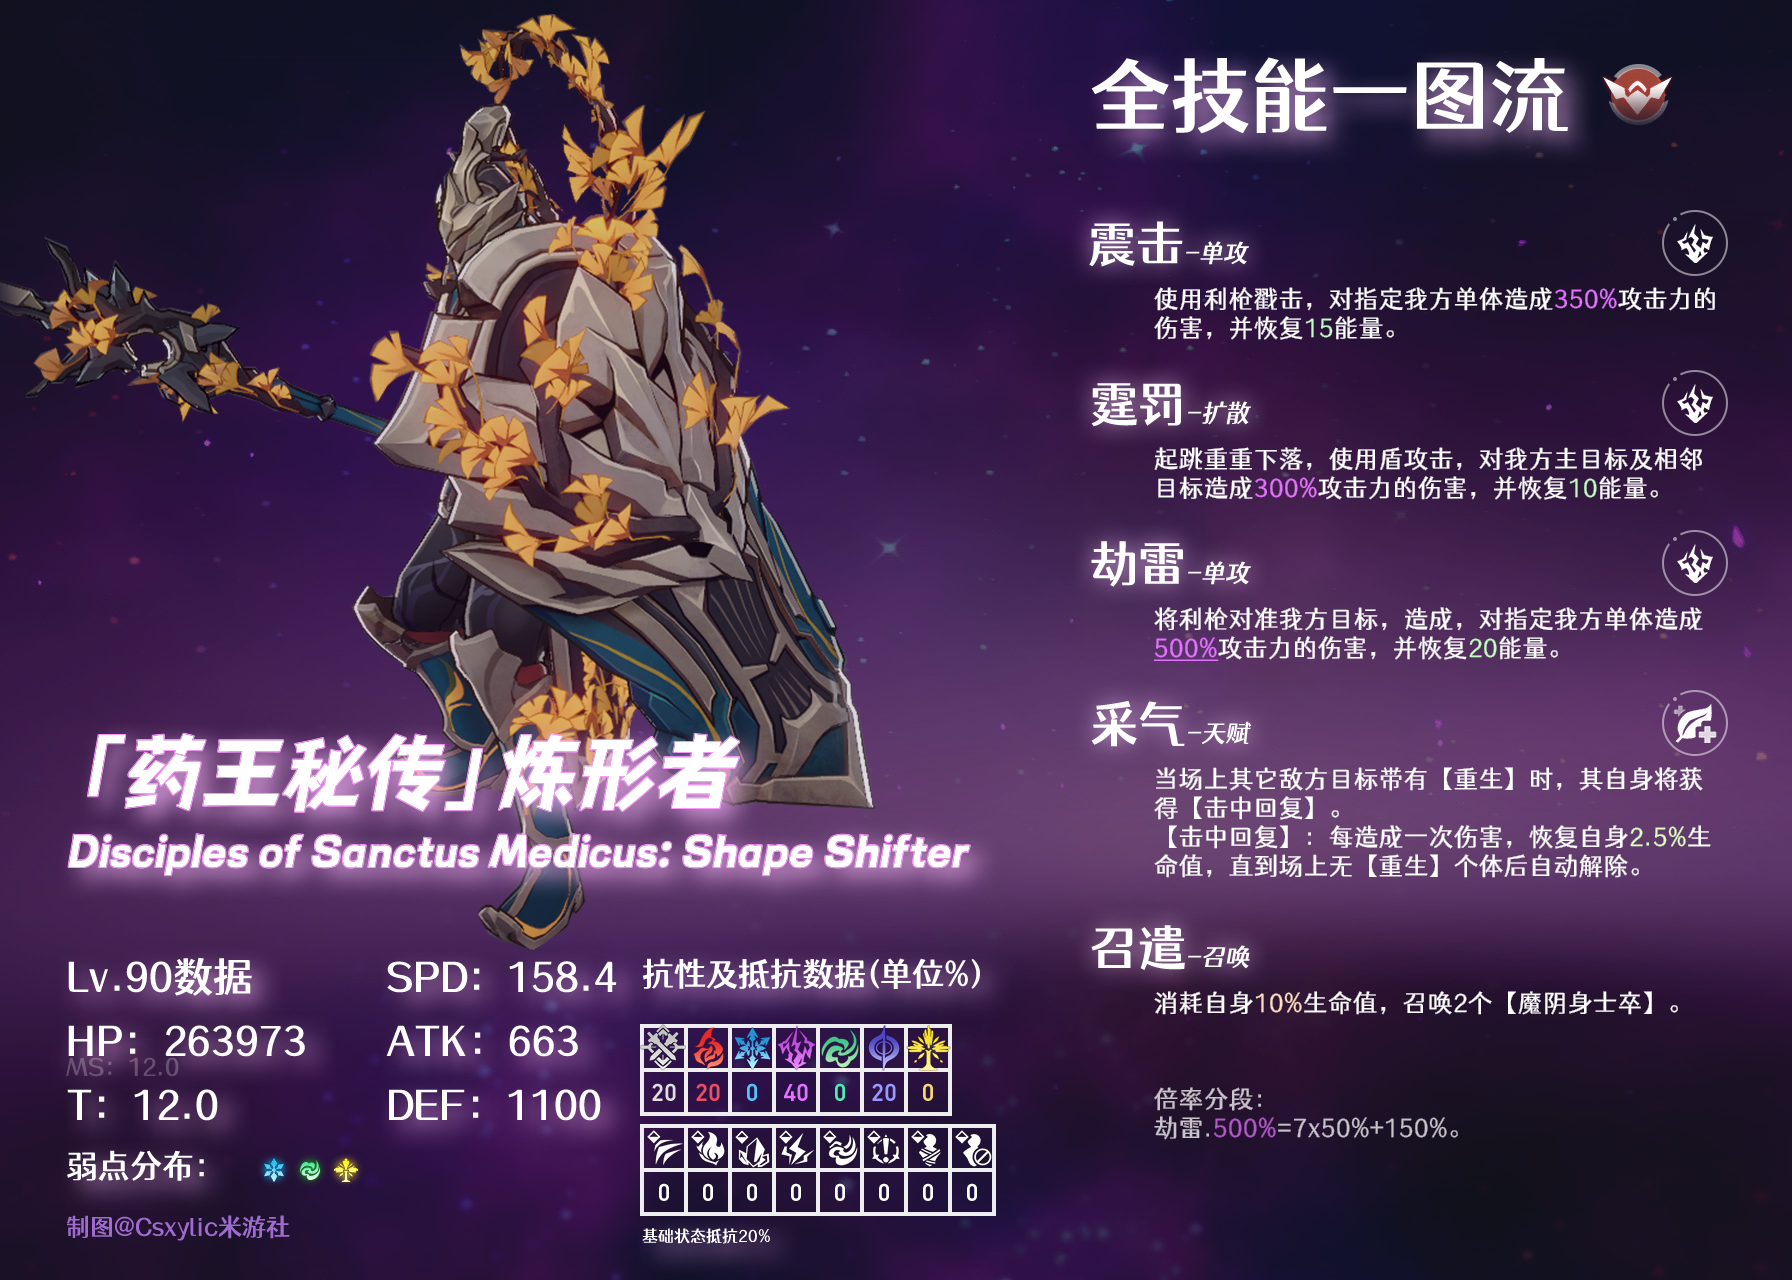 全技能一图流
震击-单攻
使用利枪戳击，对指定我方单体造成350%攻击力的
伤害，并恢复15能量。
霆罚-扩散
起跳重重下落，使用盾攻击，对我方主目标及相邻
目标造成300%攻击力的伤害，并恢复10能量。
劫雷-单攻
将利枪对准我方目标，造成，对指定我方单体造成
500%攻击力的伤害，并恢复20能量。
采气-天赋
当场上其它敌方目标带有【重生】时，其自身将获
得【击中回复】。
【击中回复】：每造成一次伤害，恢复自身2.5%生
命值，直到场上无【重生】个体后自动解除。
召遣-召唤
消耗自身10%生命值，召唤2个【魔阴身士卒】。
倍率分段：
劫雷.500%=7x50%+150%。
「药王秘传」炼形者
Disciples of Sanctus Medicus: Shape Shifter
Lv.90数据
SPD：158.4
HP：263973
ATK：663
MS：12.0
T：12.0
DEF：1100
弱点分布：
制图@Csxylic米游社
抗性及抵抗数据(单位%)
20 20 0 40 0 20 0
0 0 0 0 0 0 0 0
基础状态抵抗20%